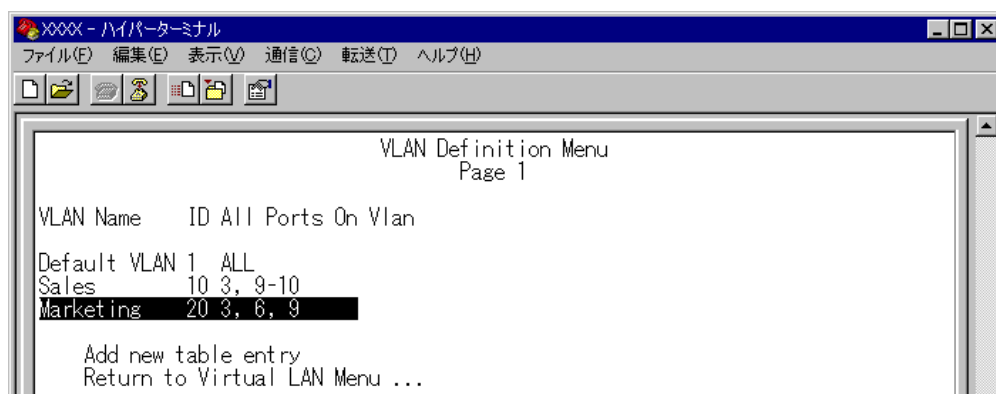 XXXX - ハイパーターミナル
ファイル(F) 編集(E) 表示(V) 通信(C) 転送(T) ヘルプ(H)
VLAN Definition Menu
Page 1
VLAN Name ID All Ports On Vlan
Default VLAN 1 ALL
Sales 10 3, 9-10
Marketing 20 3, 6, 9
Add new table entry
Return to Virtual LAN Menu ...